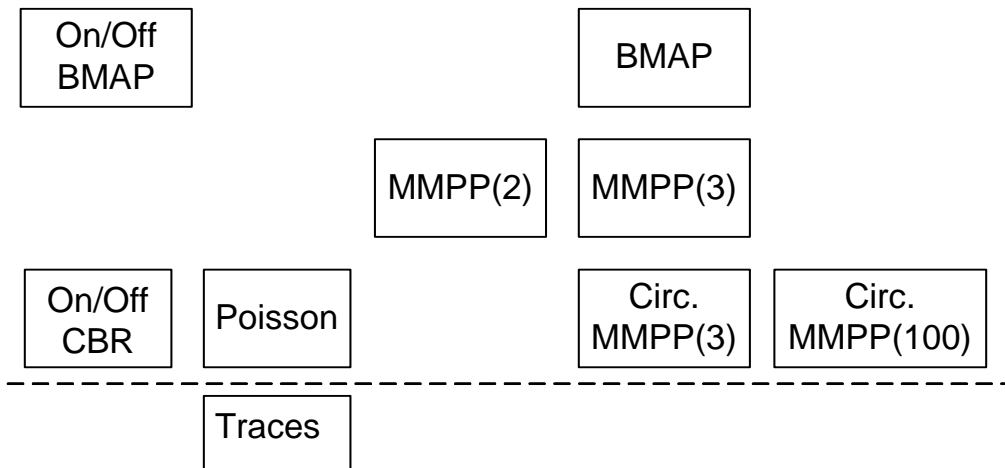 On/Off
BMAP
BMAP
MMPP(2)
MMPP(3)
On/Off
CBR
Poisson
Circ.
MMPP(3)
Circ.
MMPP(100)
Traces